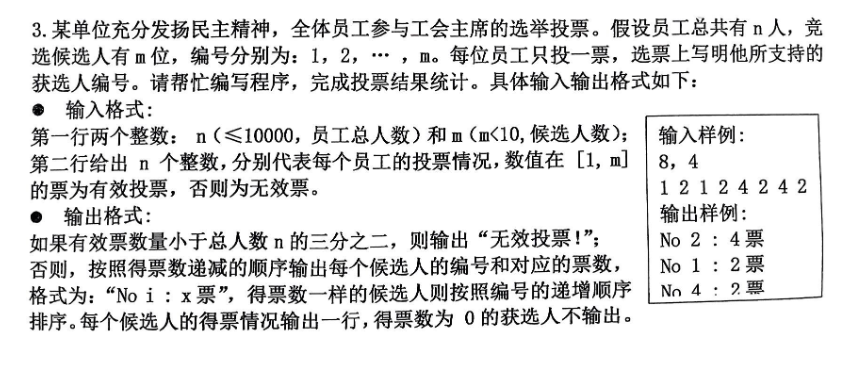 3.某单位充分发扬民主精神，全体员工参与工会主席的选举投票。假设员工总共有 n 人，竞
选候选人有 m 位，编号分别为：1，2，… ，m。每位员工只投一票，选票上写明他所支持的
获选人编号。请帮忙编写程序，完成投票结果统计。具体输入输出格式如下：
● 输入格式：
第一行两个整数： n（≤10000，员工总人数）和 m（m<10,候选人数）；
第二行给出 n 个整数,分别代表每个员工的投票情况,数值在 [1, m]
的票为有效投票，否则为无效票。
● 输出格式：
如果有效票数量小于总人数 n 的三分之二，则输出“无效投票!”；
否则，按照得票数递减的顺序输出每个候选人的编号和对应的票数，
格式为：“No i : x 票”，得票数一样的候选人则按照编号的递增顺序
排序。每个候选人的得票情况输出一行,得票数为 0 的获选人不输出。
输入样例:
8, 4
1 2 1 2 4 2 4 2
输出样例:
No 2 : 4 票
No 1 : 2 票
No 4 : 2 票